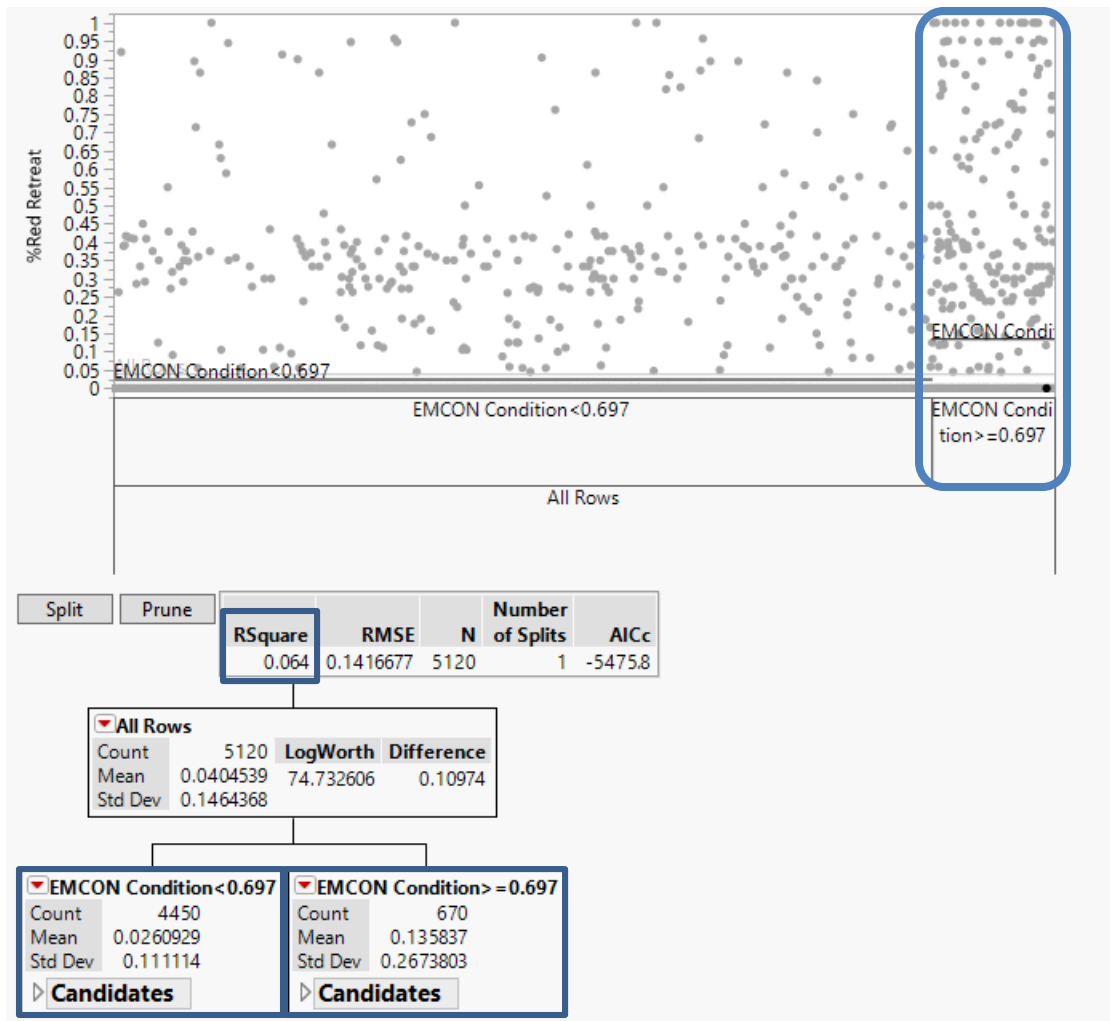 1
0.95
0.9
0.85
0.8
0.75
0.7
0.65
0.6
0.55
0.5
0.45
0.4
0.35
0.3
0.25
0.2
0.15
0.1
0.05
0
%Red Retreat
EMCON Condi
EMCON Condition<0.697
EMCON Condition<0.697
EMCON Condi
tion>=0.697
All Rows
Split Prune
Number
RSquare RMSE N of Splits AICc
0.064 0.1416677 5120 1 -5475.8
All Rows
Count 5120 LogWorth Difference
Mean 0.0404539 74.732606 0.10974
Std Dev 0.1464368
EMCON Condition<0.697 EMCON Condition>=0.697
Count 4450 Count 670
Mean 0.0260929 Mean 0.135837
Std Dev 0.111114 Std Dev 0.2673803
Candidates Candidates